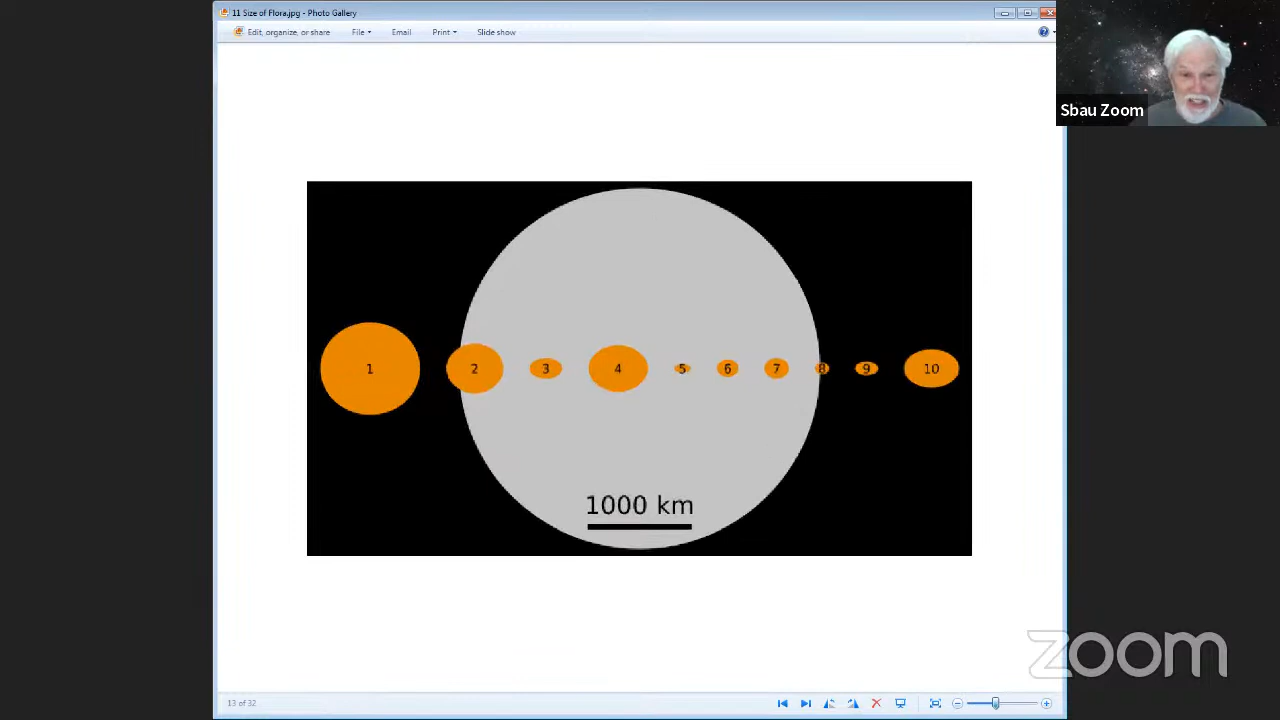 11 Size of Flora.jpg - Photo Gallery
Edit, organize, or share File Email Print Slide show
Sbau Zoom
1 2 3 4 5 6 7 8 9 10
1000 km
zoom
13 of 32